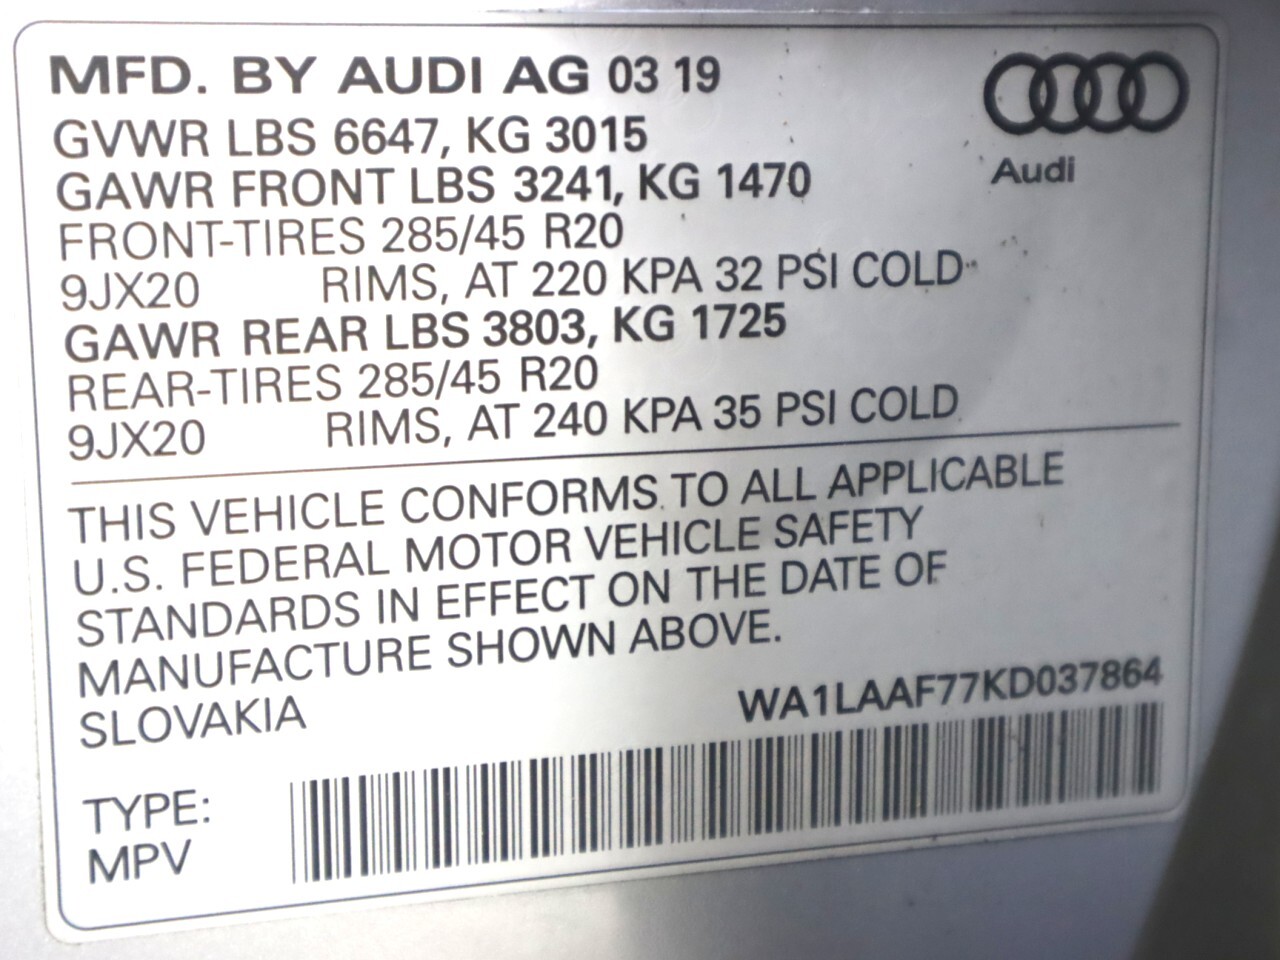 MFD. BY AUDI AG 03 19
GVWR LBS 6647, KG 3015
GAWR FRONT LBS 3241, KG 1470
FRONT-TIRES 285/45 R20
9JX20 RIMS, AT 220 KPA 32 PSI COLD
GAWR REAR LBS 3803, KG 1725
REAR-TIRES 285/45 R20
9JX20 RIMS, AT 240 KPA 35 PSI COLD
Audi
THIS VEHICLE CONFORMS TO ALL APPLICABLE
U.S. FEDERAL MOTOR VEHICLE SAFETY
STANDARDS IN EFFECT ON THE DATE OF
MANUFACTURE SHOWN ABOVE.
SLOVAKIA
WA1LAAF77KD037864
TYPE:
MPV